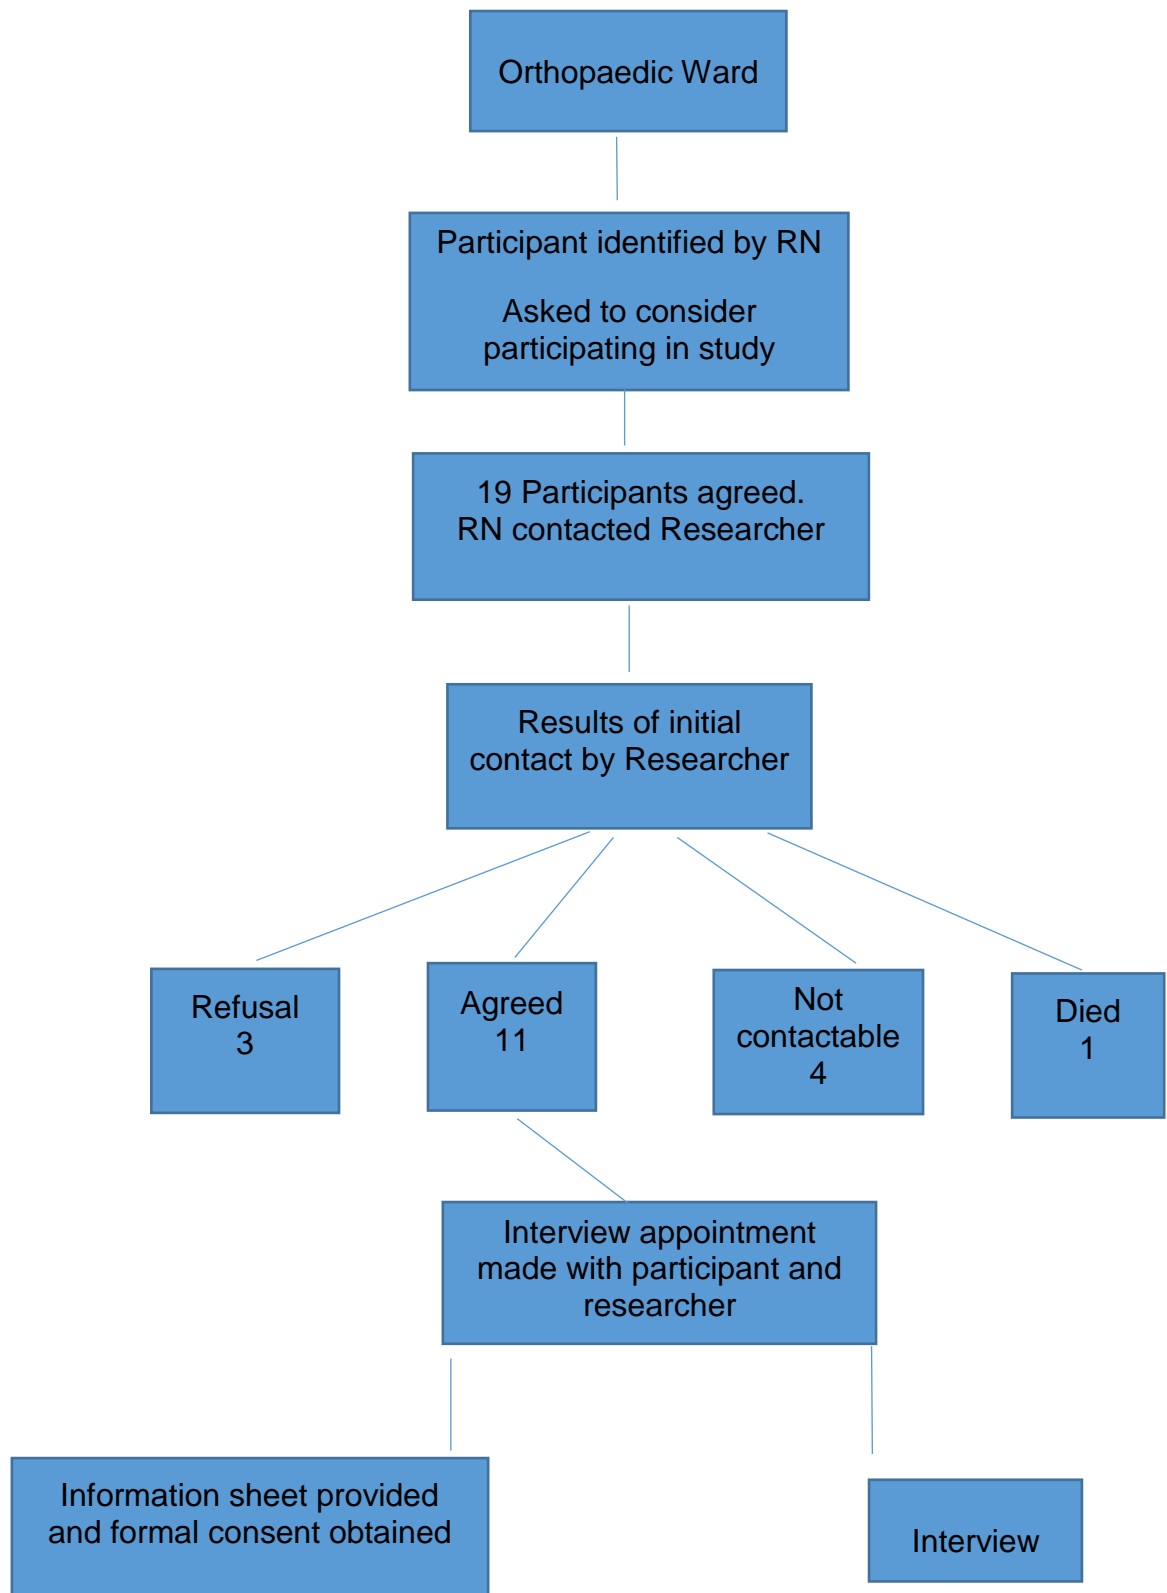 Orthopaedic Ward
Participant identified by RN
Asked to consider
participating in study
19 Participants agreed.
RN contacted Researcher
Results of initial
contact by Researcher
Refusal
3
Agreed
11
Not
contactable
4
Died
1
Interview appointment
made with participant and
researcher
Information sheet provided
and formal consent obtained
Interview